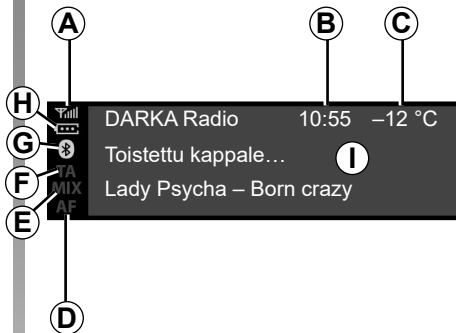 A
B
C
H
G
F
E
DARKA Radio 10:55 –12 °C
Toistettu kappale… I
Lady Psycha – Born crazy
TA
MIX
AF
D